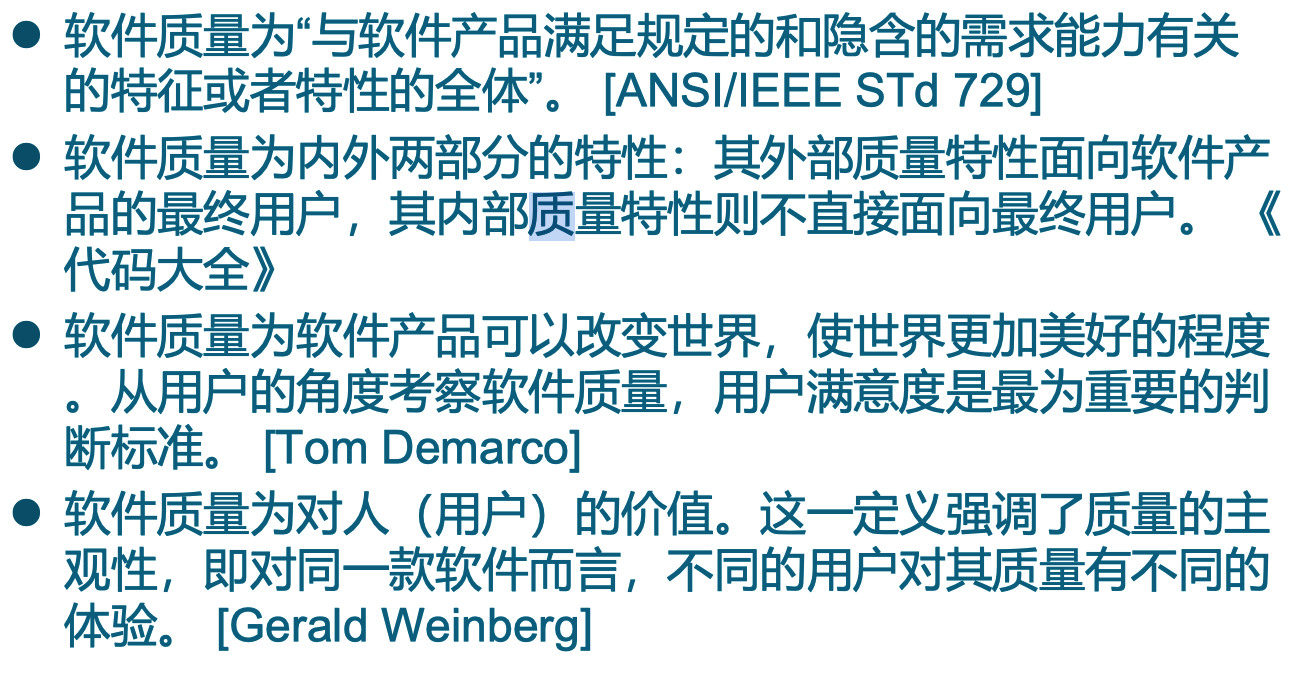 ● 软件质量为“与软件产品满足规定的和隐含的需求能力有关
的特征或者特性的全体”。 [ANSI/IEEE STd 729]
● 软件质量为内外两部分的特性：其外部质量特性面向软件产
品的最终用户，其内部质量特性则不直接面向最终用户。 《
代码大全》
● 软件质量为软件产品可以改变世界，使世界更加美好的程度
。从用户的角度考察软件质量，用户满意度是最为重要的判
断标准。 [Tom Demarco]
● 软件质量为对人（用户）的价值。这一定义强调了质量的主
观性，即对同一款软件而言，不同的用户对其质量有不同的
体验。 [Gerald Weinberg]